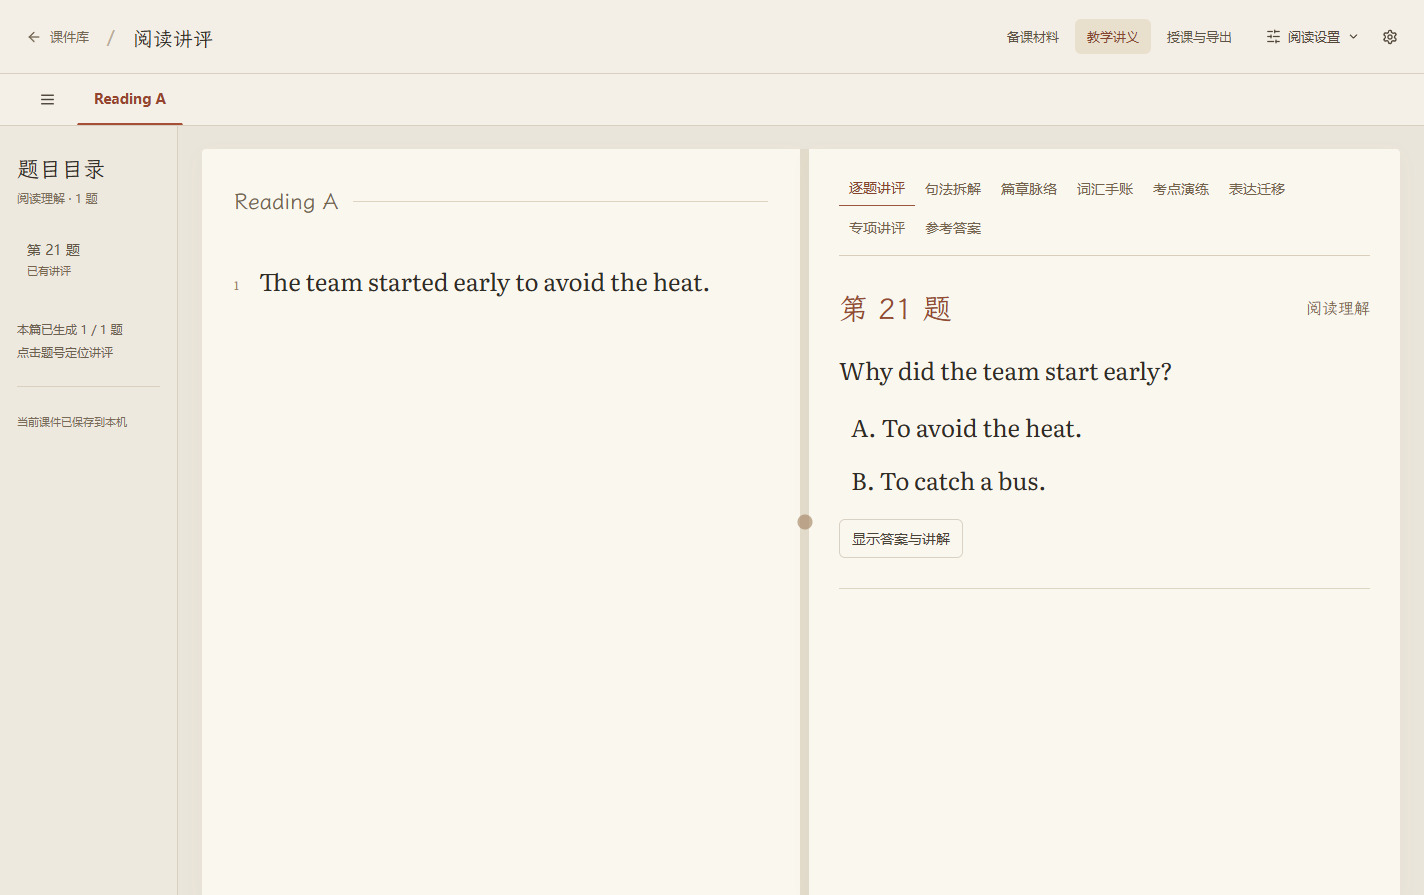 课件库 / 阅读讲评
备课材料 教学讲义 授课与导出 阅读设置
Reading A
题目目录
阅读理解 · 1 题
第 21 题
已有讲评
本篇已生成 1 / 1 题
点击题号定位讲评
当前课件已保存到本机
Reading A
1 The team started early to avoid the heat.
逐题讲评 句法拆解 篇章脉络 词汇手账 考点演练 表达迁移
专项讲评 参考答案
第 21 题 阅读理解
Why did the team start early?
A. To avoid the heat.
B. To catch a bus.
显示答案与讲解